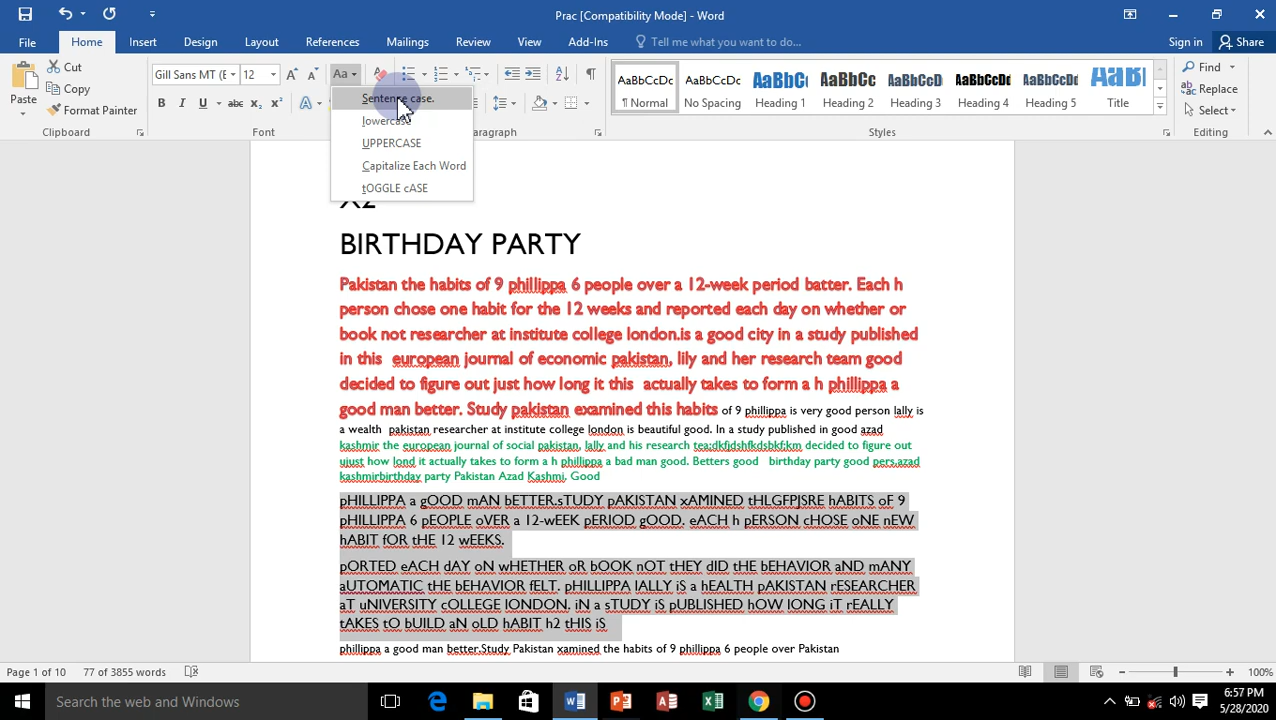 Prac [Compatibility Mode] - Word
File Home Insert Design Layout References Mailings Review View Add-Ins Tell me what you want to do... Sign in Share
Paste Cut Copy Format Painter
Clipboard
Gill Sans MT (E 12 A A Aa
B I U abc X₂ X² A
Font
Paragraph
AaBbCcDc ¶ Normal
AaBbCcDc No Spacing
AaBbC Heading 1
AaBbCc Heading 2
AaBbCcD Heading 3
AaBbCcD Heading 4
AaBbCcD Heading 5
AaBb Title
Styles
Find
Replace
Select
Editing
Sentence case.
lowercase
UPPERCASE
Capitalize Each Word
tOGGLE cASE
X2
BIRTHDAY PARTY
Pakistan the habits of 9 phillippa 6 people over a 12-week period batter. Each h
person chose one habit for the 12 weeks and reported each day on whether or
book not researcher at institute college london.is a good city in a study published
in this european journal of economic pakistan, lily and her research team good
decided to figure out just how long it this actually takes to form a h phillippa a
good man better. Study pakistan examined this habits of 9 phillippa is very good person lally is
a wealth pakistan researcher at institute college london is beautiful good. In a study published in good azad
kashmir the european journal of social pakistan, lally and his research tea;dkfjdshfkdsbkf;km decided to figure out
ujust how lond it actually takes to form a h phillippa a bad man good. Betters good birthday party good pers,azad
kashmirbirthday party Pakistan Azad Kashmi. Good
pHILLIPPA a gOOD mAN bETTER.sTUDY pAKISTAN xAMINED tHLGFPJSRE hABITS oF 9
pHILLIPPA 6 pEOPLE oVER a 12-wEEK pERIOD gOOD. eACH h pERSON cHOSE oNE nEW
hABIT fOR tHE 12 wEEKS.
pORTED eACH dAY oN wHETHER oR bOOK nOT tHEY dID tHE bEHAVIOR aND mANY
aUTOMATIC tHE bEHAVIOR fELT. pHILLIPPA lALLY iS a hEALTH pAKISTAN rESEARCHER
aT uNIVERSITY cOLLEGE lONDON. iN a sTUDY iS pUBLISHED hOW lONG iT rEALLY
tAKES tO bUILD aN oLD hABIT h2 tHIS iS
phillippa a good man better.Study Pakistan xamined the habits of 9 phillippa 6 people over Pakistan
Page 1 of 10 77 of 3855 words 100%
Search the web and Windows
6:57 PM
5/28/2020